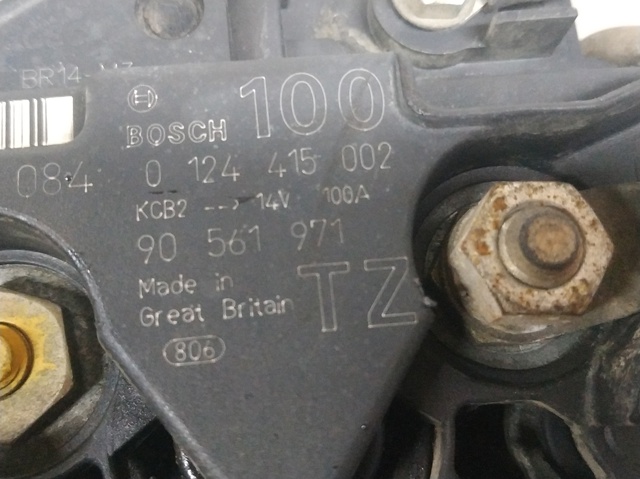 BOSCH 100
084
0 124 415 002
KCB2 --> 14V 100A
90 561 971
Made in
Great Britain
TZ
806